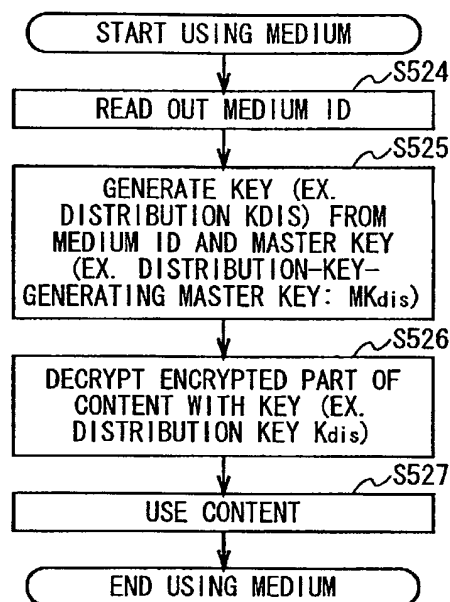 START USING MEDIUM
S524
READ OUT MEDIUM ID
S525
GENERATE KEY (EX.
DISTRIBUTION KDIS) FROM
MEDIUM ID AND MASTER KEY
(EX. DISTRIBUTION-KEY-
GENERATING MASTER KEY: MKdis)
S526
DECRYPT ENCRYPTED PART OF
CONTENT WITH KEY (EX.
DISTRIBUTION KEY Kdis)
S527
USE CONTENT
END USING MEDIUM